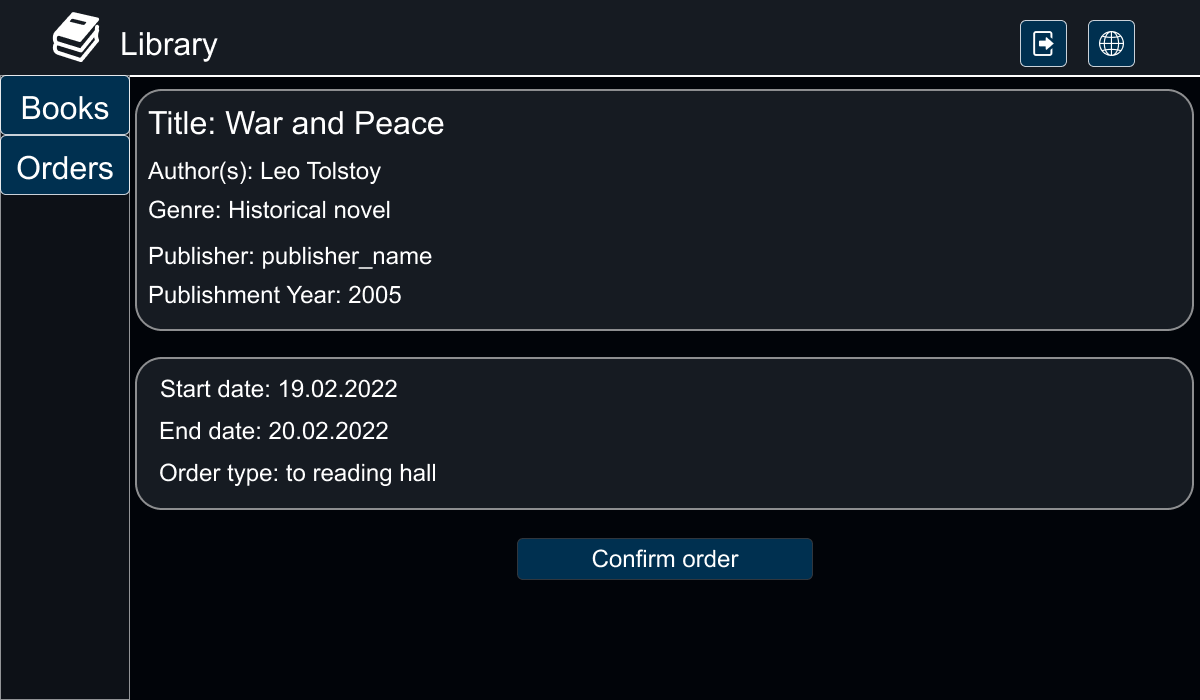 Library
Books
Orders
Title: War and Peace
Author(s): Leo Tolstoy
Genre: Historical novel
Publisher: publisher_name
Publishment Year: 2005
Start date: 19.02.2022
End date: 20.02.2022
Order type: to reading hall
Confirm order